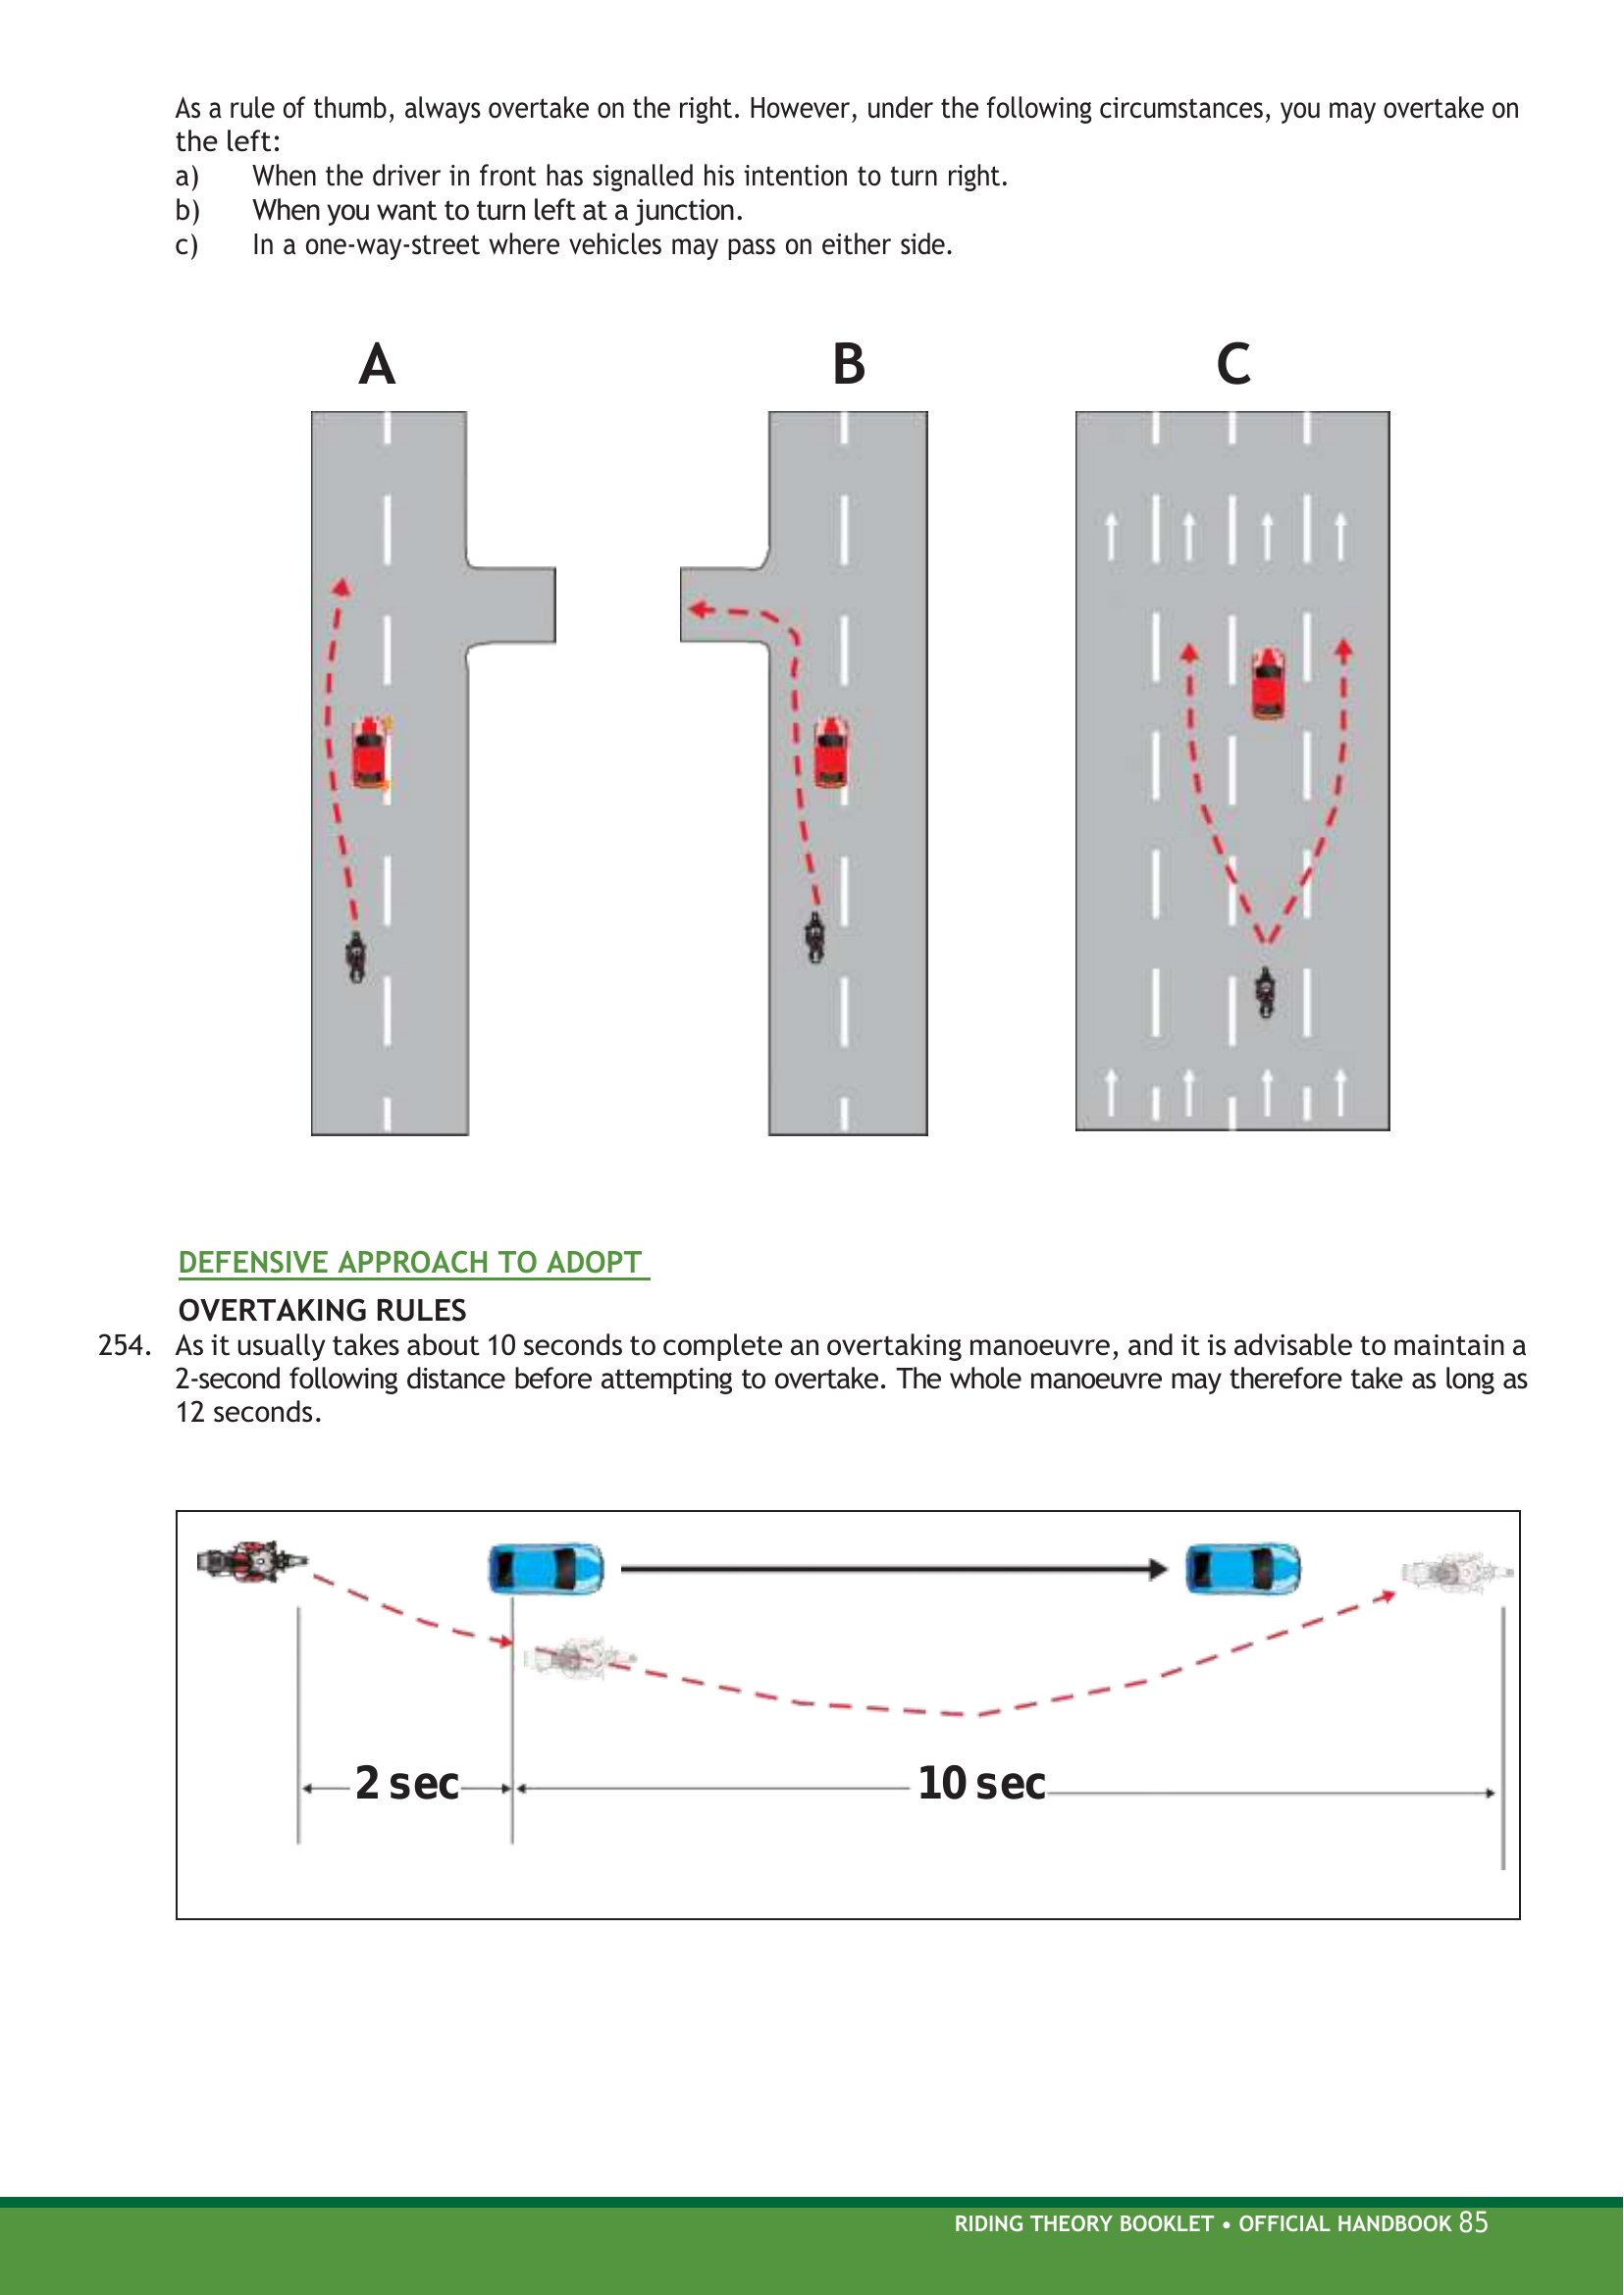 As a rule of thumb, always overtake on the right. However, under the following circumstances, you may overtake on
the left:
a) When the driver in front has signalled his intention to turn right.
b) When you want to turn left at a junction.
c) In a one-way-street where vehicles may pass on either side.
A B C
DEFENSIVE APPROACH TO ADOPT
OVERTAKING RULES
254. As it usually takes about 10 seconds to complete an overtaking manoeuvre, and it is advisable to maintain a
2-second following distance before attempting to overtake. The whole manoeuvre may therefore take as long as
12 seconds.
2 sec 10 sec
RIDING THEORY BOOKLET • OFFICIAL HANDBOOK 85